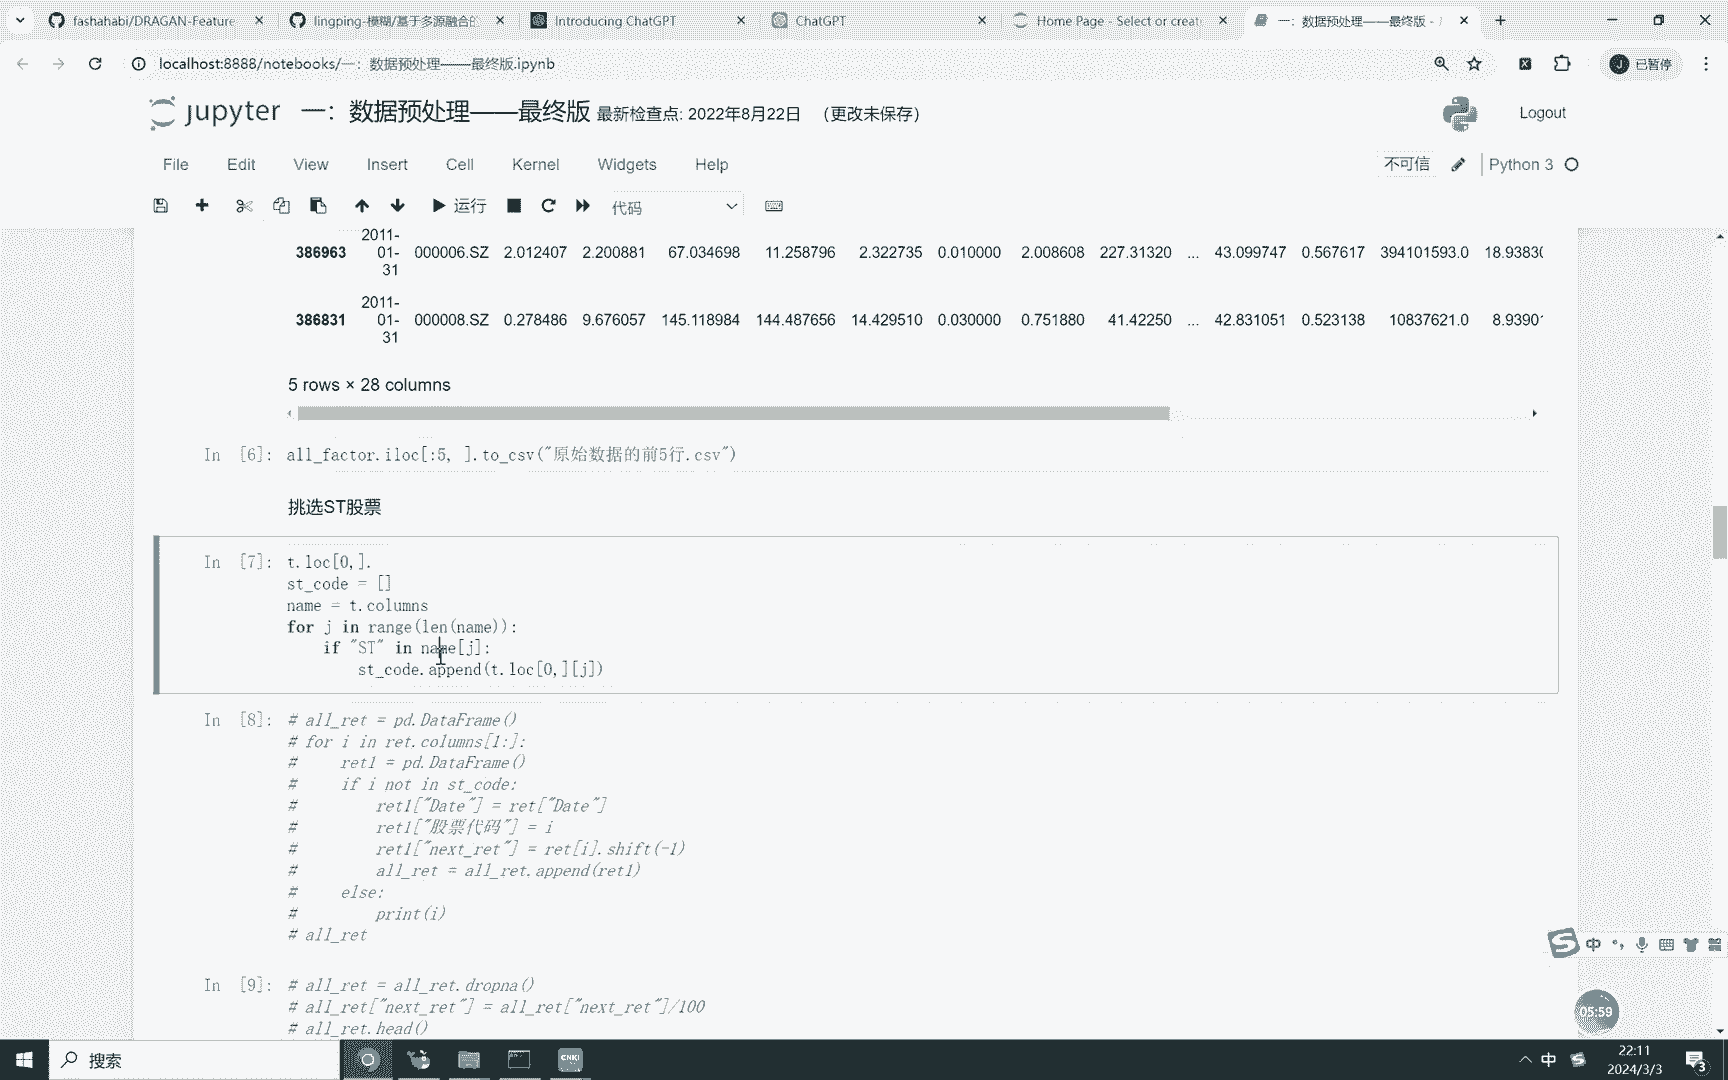 fashahabi/DRAGAN-Feature
lingping-模糊/基于多源融合的
Introducing ChatGPT
ChatGPT
Home Page - Select or creat
一：数据预处理——最终版 - J
localhost:8888/notebooks/一：数据预处理——最终版.ipynb
J 已暂停
jupyter 一：数据预处理——最终版 最新检查点: 2022年8月22日 （更改未保存）
Logout
File Edit View Insert Cell Kernel Widgets Help
不可信 Python 3
运行 代码
2011-
386963 01- 000006.SZ 2.012407 2.200881 67.034698 11.258796 2.322735 0.010000 2.008608 227.31320 ... 43.099747 0.567617 394101593.0 18.93830
31
2011-
386831 01- 000008.SZ 0.278486 9.676057 145.118984 144.487656 14.429510 0.030000 0.751880 41.42250 ... 42.831051 0.523138 10837621.0 8.93901
31
5 rows × 28 columns
In [6]: all_factor.iloc[:5, ].to_csv("原始数据的前5行.csv")
挑选ST股票
In [7]: t.loc[0,].
st_code = []
name = t.columns
for j in range(len(name)):
if "ST" in name[j]:
st_code.append(t.loc[0,][j])
In [8]: # all_ret = pd.DataFrame()
# for i in ret.columns[1:]:
# ret1 = pd.DataFrame()
# if i not in st_code:
# ret1["Date"] = ret["Date"]
# ret1["股票代码"] = i
# ret1["next_ret"] = ret[i].shift(-1)
# all_ret = all_ret.append(ret1)
# else:
# print(i)
# all_ret
In [9]: # all_ret = all_ret.dropna()
# all_ret["next_ret"] = all_ret["next_ret"]/100
# all_ret.head()
中
05:59
搜索
CNKI
中
22:11
2024/3/3
3